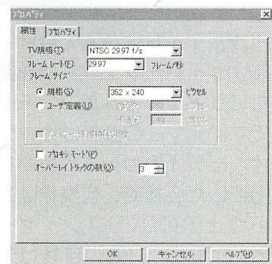 プロパティ
属性 プロパティ
TV規格(T) NTSC 29.97 f/s
フレーム レート(F): 29.97 フレーム/秒
フレーム サイズ
規格(S) 352 x 240 ピクセル
ユーザ定義(U)
プロキシ モード(P)
オーバーレイ トラックの数(O): 3
OK キャンセル ヘルプ(H)